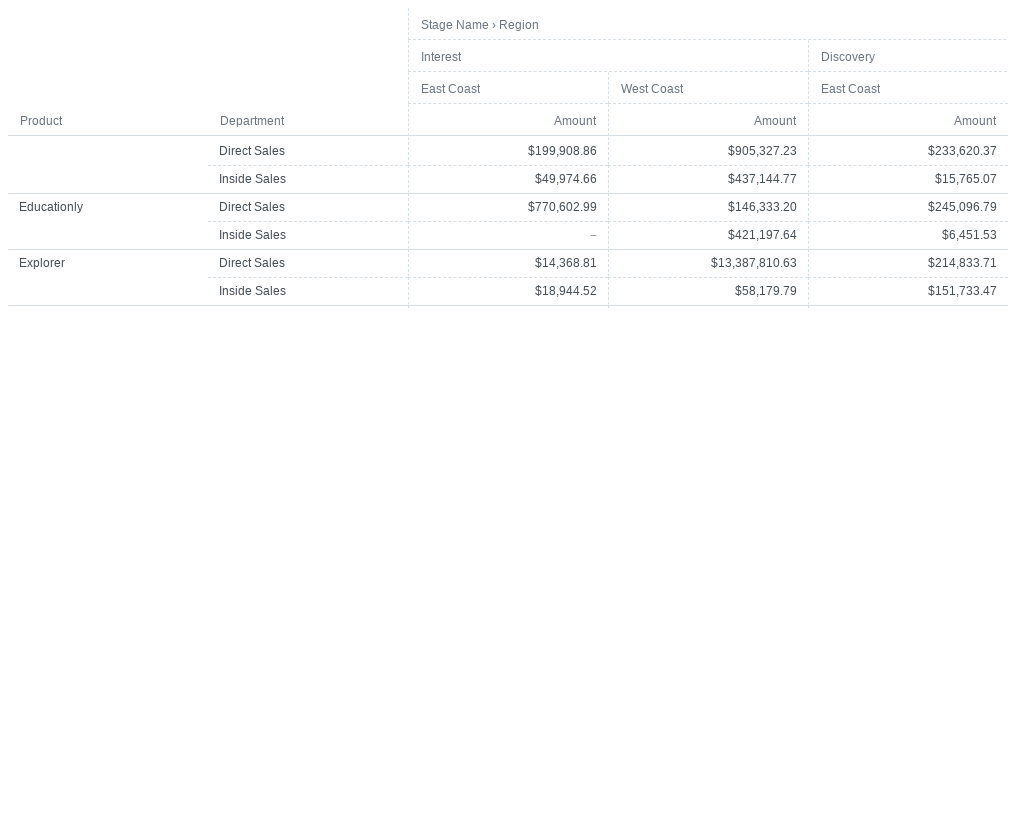 Stage Name › Region
Interest Discovery
East Coast West Coast East Coast
Product Department Amount Amount Amount
Direct Sales $199,908.86 $905,327.23 $233,620.37
Inside Sales $49,974.66 $437,144.77 $15,765.07
Educationly Direct Sales $770,602.99 $146,333.20 $245,096.79
Inside Sales – $421,197.64 $6,451.53
Explorer Direct Sales $14,368.81 $13,387,810.63 $214,833.71
Inside Sales $18,944.52 $58,179.79 $151,733.47